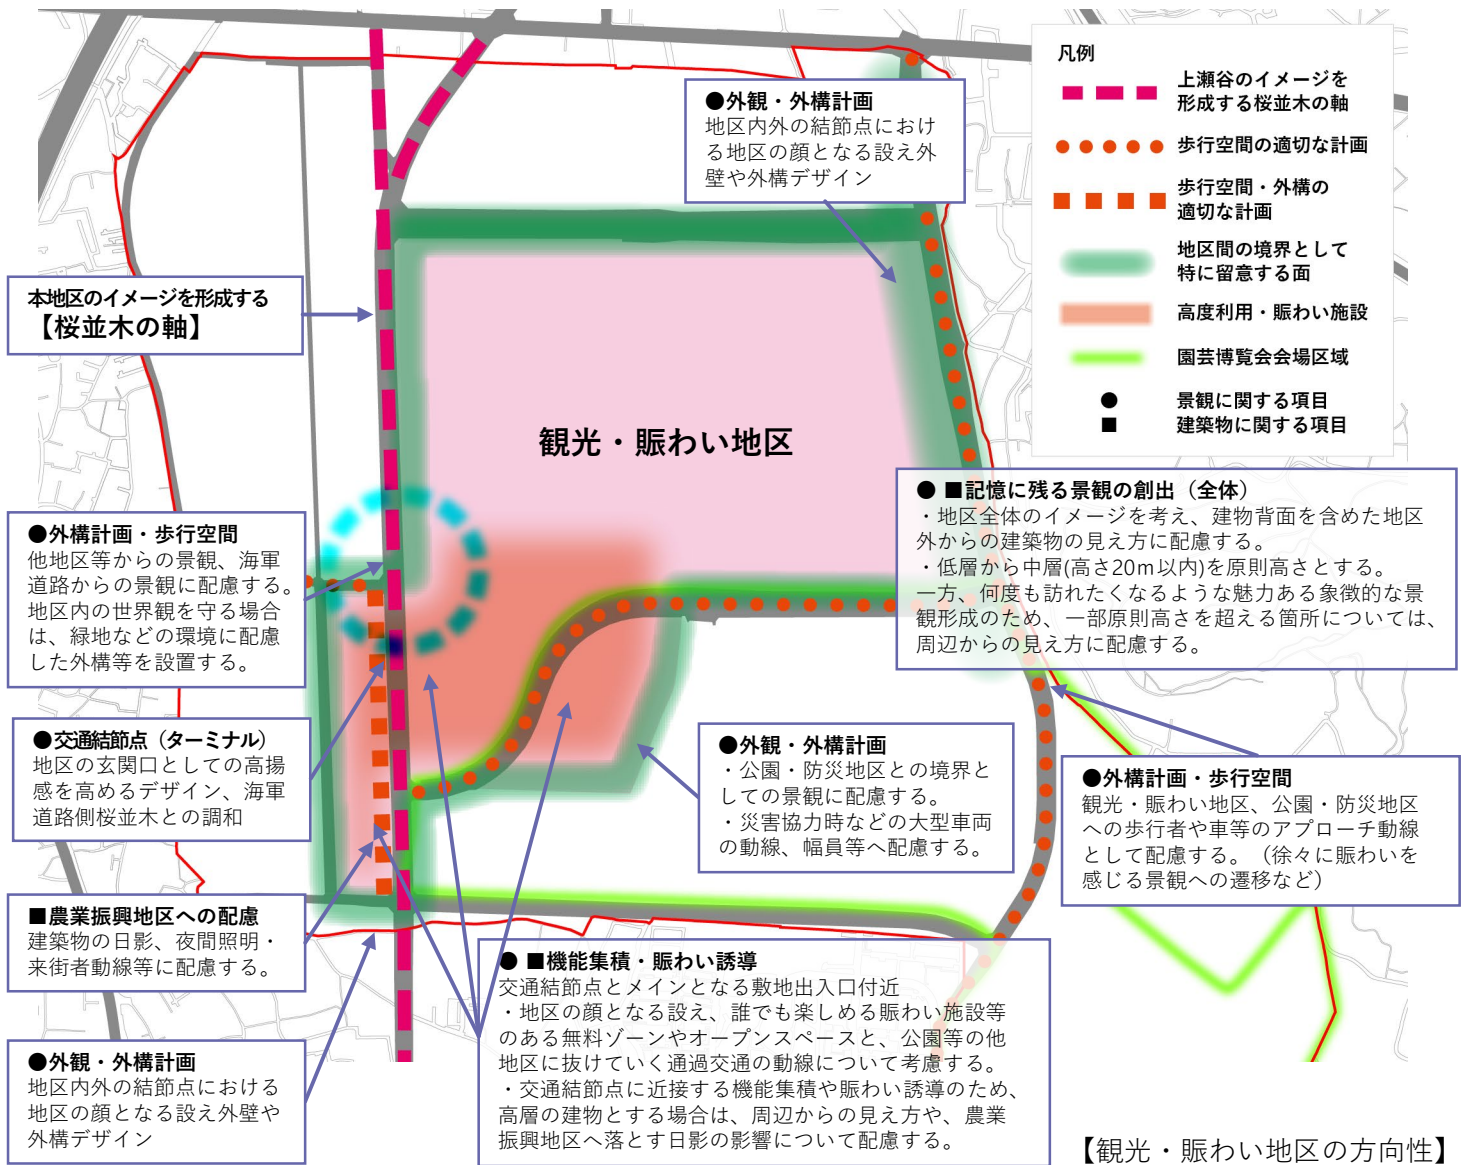 凡例
上瀬谷のイメージを
形成する桜並木の軸
歩行空間の適切な計画
歩行空間・外構の
適切な計画
地区間の境界として
特に留意する面
高度利用・賑わい施設
園芸博覧会会場区域
● 景観に関する項目
■ 建築物に関する項目
●外観・外構計画
地区内外の結節点におけ
る地区の顔となる設え外
壁や外構デザイン
本地区のイメージを形成する
【桜並木の軸】
観光・賑わい地区
● ■記憶に残る景観の創出（全体）
・地区全体のイメージを考え、建物背面を含めた地区
外からの建築物の見え方に配慮する。
・低層から中層(高さ20m以内)を原則高さとする。
一方、何度も訪れたくなるような魅力ある象徴的な景
観形成のため、一部原則高さを超える箇所については、
周辺からの見え方に配慮する。
●外構計画・歩行空間
他地区等からの景観、海軍
道路からの景観に配慮する。
地区内の世界観を守る場合
は、緑地などの環境に配慮
した外構等を設置する。
●交通結節点（ターミナル）
地区の玄関口としての高揚
感を高めるデザイン、海軍
道路側桜並木との調和
●外観・外構計画
・公園・防災地区との境界と
しての景観に配慮する。
・災害協力時などの大型車両
の動線、幅員等へ配慮する。
●外構計画・歩行空間
観光・賑わい地区、公園・防災地区
への歩行者や車等のアプローチ動線
として配慮する。（徐々に賑わいを
感じる景観への遷移など）
■農業振興地区への配慮
建築物の日影、夜間照明・
来街者動線等に配慮する。
● ■機能集積・賑わい誘導
交通結節点とメインとなる敷地出入口付近
・地区の顔となる設え、誰でも楽しめる賑わい施設等
のある無料ゾーンやオープンスペースと、公園等の他
地区に抜けていく通過交通の動線について考慮する。
・交通結節点に近接する機能集積や賑わい誘導のため、
高層の建物とする場合は、周辺からの見え方や、農業
振興地区へ落とす日影の影響について配慮する。
●外観・外構計画
地区内外の結節点における
地区の顔となる設え外壁や
外構デザイン
【観光・賑わい地区の方向性】